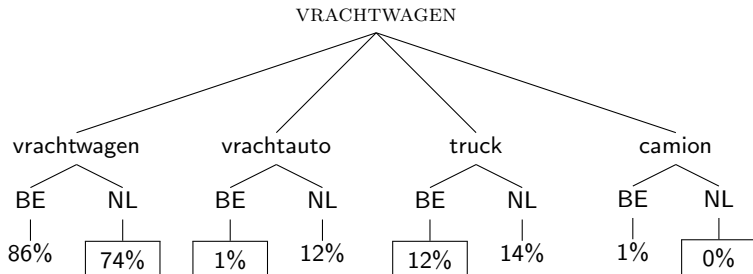 VRACHTWAGEN
vrachtwagen vrachtauto truck camion
BE NL BE NL BE NL BE NL
86% 74% 1% 12% 12% 14% 1% 0%